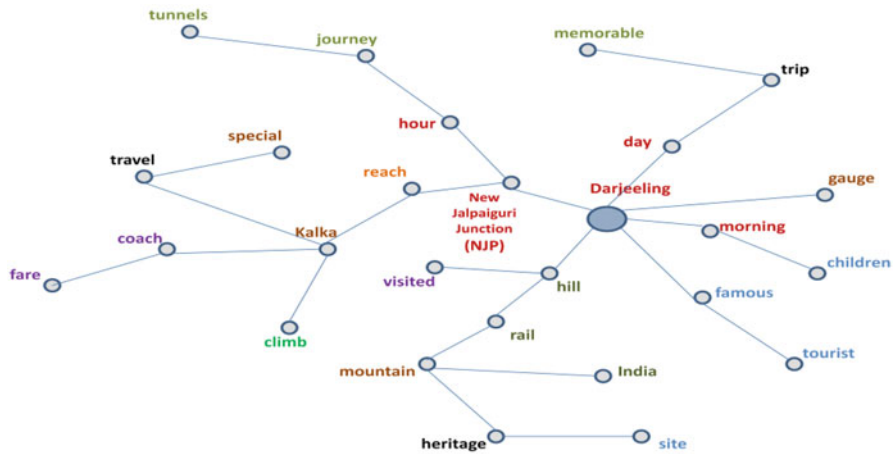 tunnels
journey
memorable
trip
hour
day
special
travel
reach
Darjeeling
gauge
New
Jalpaiguri
Junction
(NJP)
morning
coach
Kalka
children
fare
visited
hill
famous
climb
rail
tourist
mountain
India
heritage
site